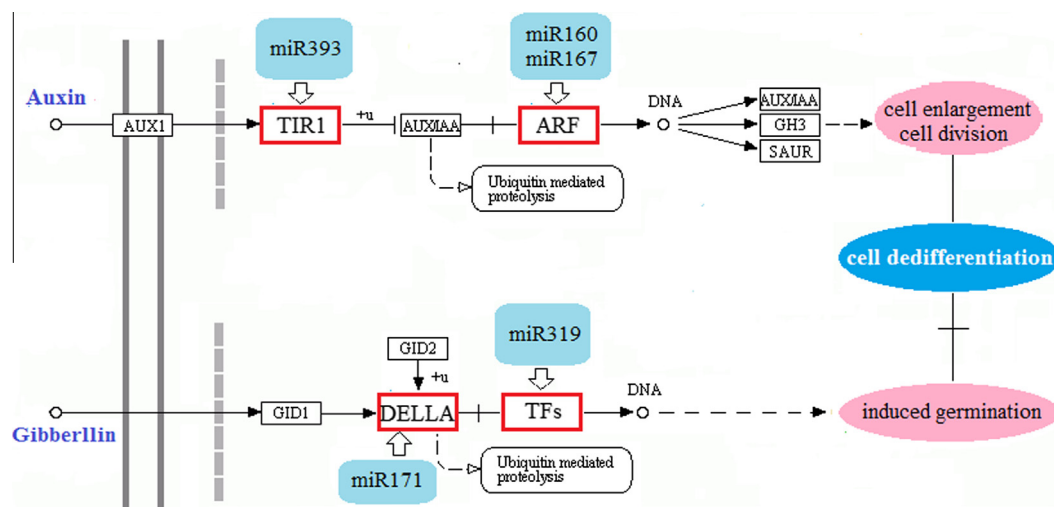 miR393
miR160
miR167
Auxin
AUX1
TIR1
+u
AUX/IAA
ARF
DNA
AUX/IAA
GH3
SAUR
cell enlargement
cell division
Ubiquitin mediated
proteolysis
cell dedifferentiation
miR319
GID2
+u
DNA
GID1
DELLA
TFs
induced germination
Gibberllin
miR171
Ubiquitin mediated
proteolysis